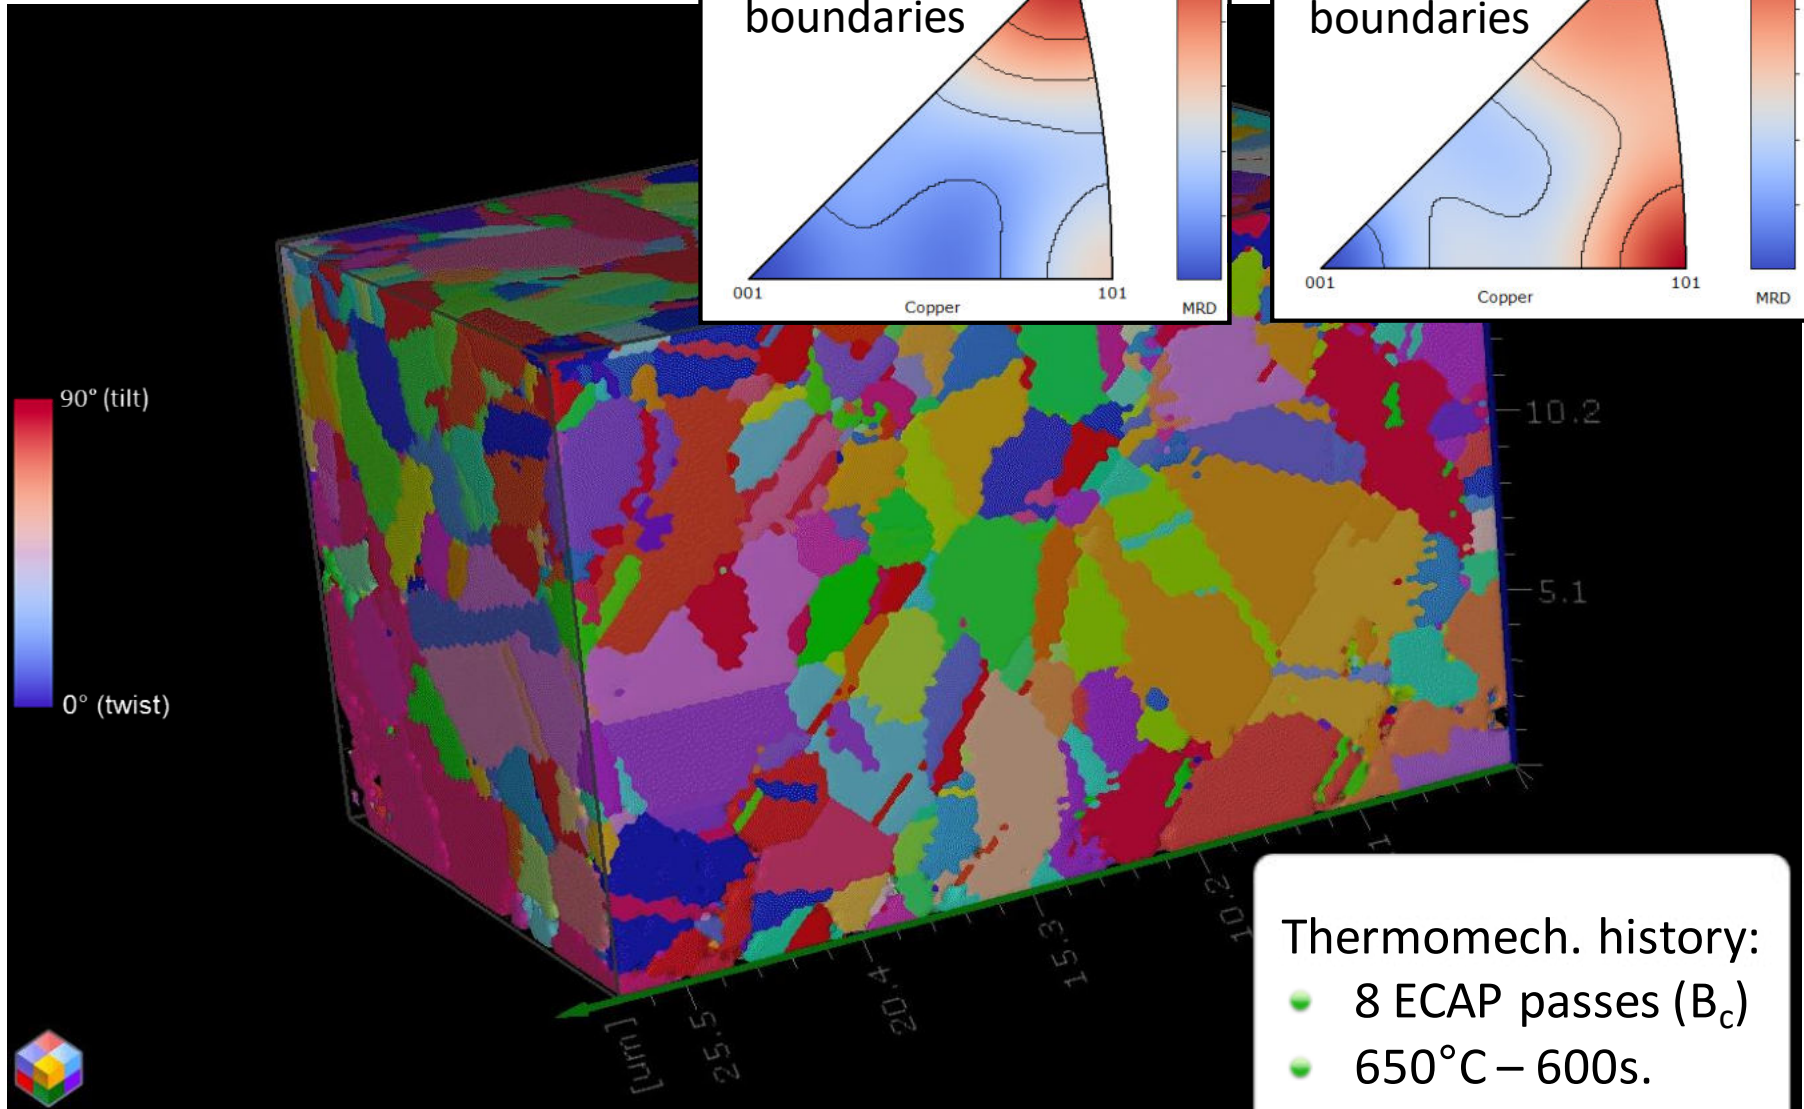 boundaries
boundaries
001
101
Copper
MRD
001
101
Copper
MRD
90° (tilt)
0° (twist)
10.2
5.1
10.2
15.3
20.4
25.5
[um]
Thermomech. history:
8 ECAP passes (Bc)
650°C – 600s.